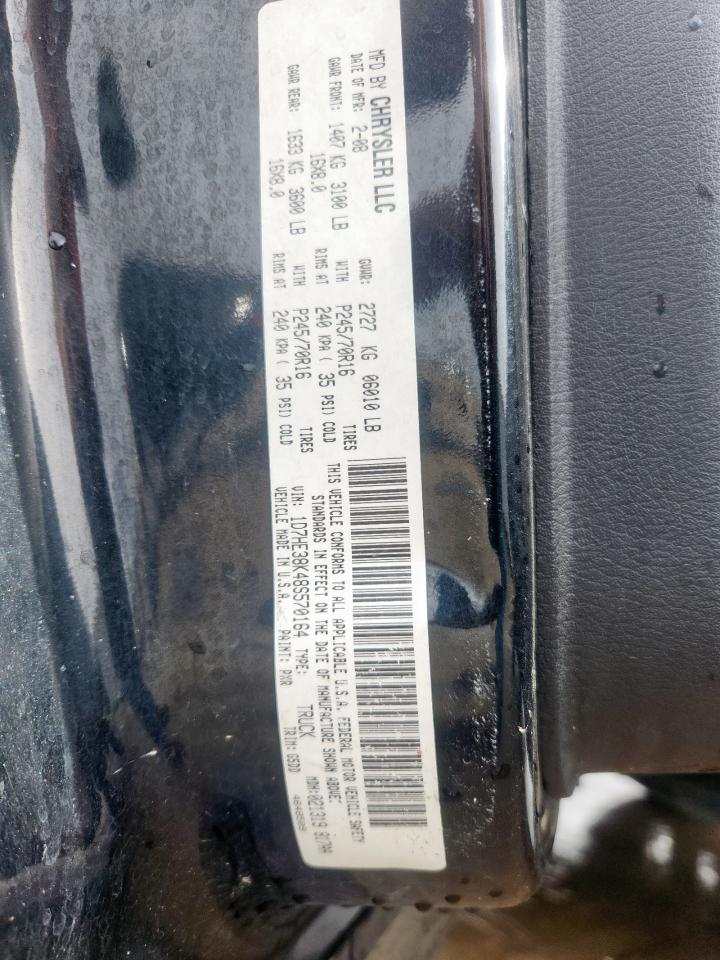 MFD BY CHRYSLER LLC
DATE OF MFR: 2-08 GVWR: 2727 KG 06010 LB
GAWR FRONT: 1407 KG 3100 LB WITH P245/70R16 TIRES
16X8.0 RIMS AT 240 KPA ( 35 PSI) COLD
GAWR REAR: 1633 KG 3600 LB WITH P245/70R16 TIRES
16X8.0 RIMS AT 240 KPA ( 35 PSI) COLD
THIS VEHICLE CONFORMS TO ALL APPLICABLE U.S.A. FEDERAL MOTOR VEHICLE SAFETY
STANDARDS IN EFFECT ON THE DATE OF MANUFACTURE SHOWN ABOVE:
VIN: 1D7HE38K48S570164 TYPE: TRUCK MDH:021319
VEHICLE MADE IN U.S.A. PAINT: PXR TRIM: G5DD